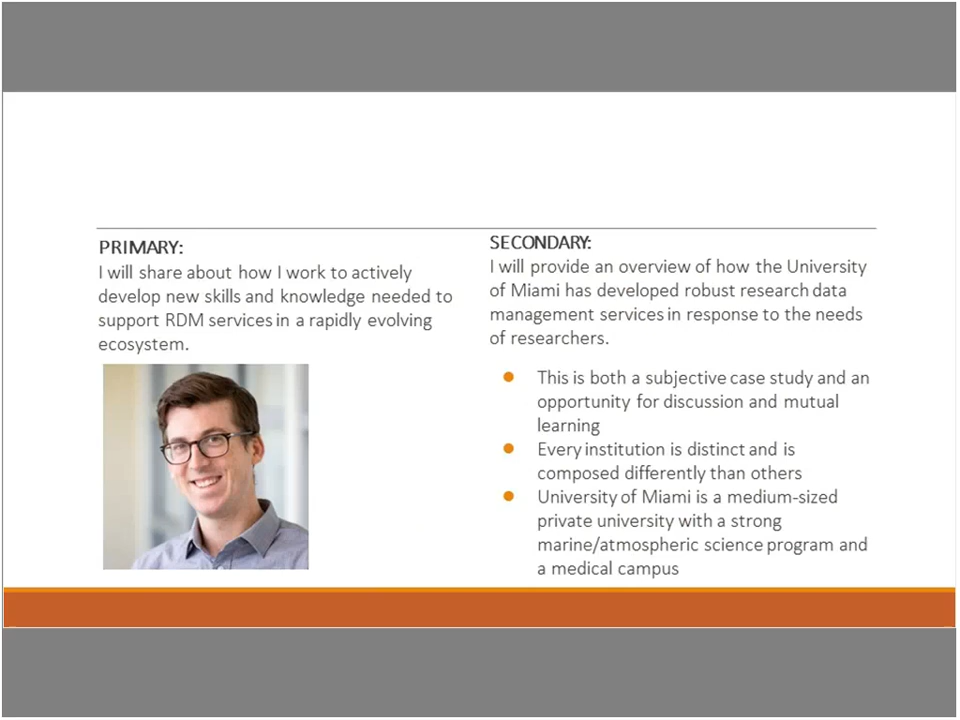 PRIMARY:
I will share about how I work to actively
develop new skills and knowledge needed to
support RDM services in a rapidly evolving
ecosystem.
SECONDARY:
I will provide an overview of how the University
of Miami has developed robust research data
management services in response to the needs
of researchers.
This is both a subjective case study and an
opportunity for discussion and mutual
learning
Every institution is distinct and is
composed differently than others
University of Miami is a medium-sized
private university with a strong
marine/atmospheric science program and
a medical campus